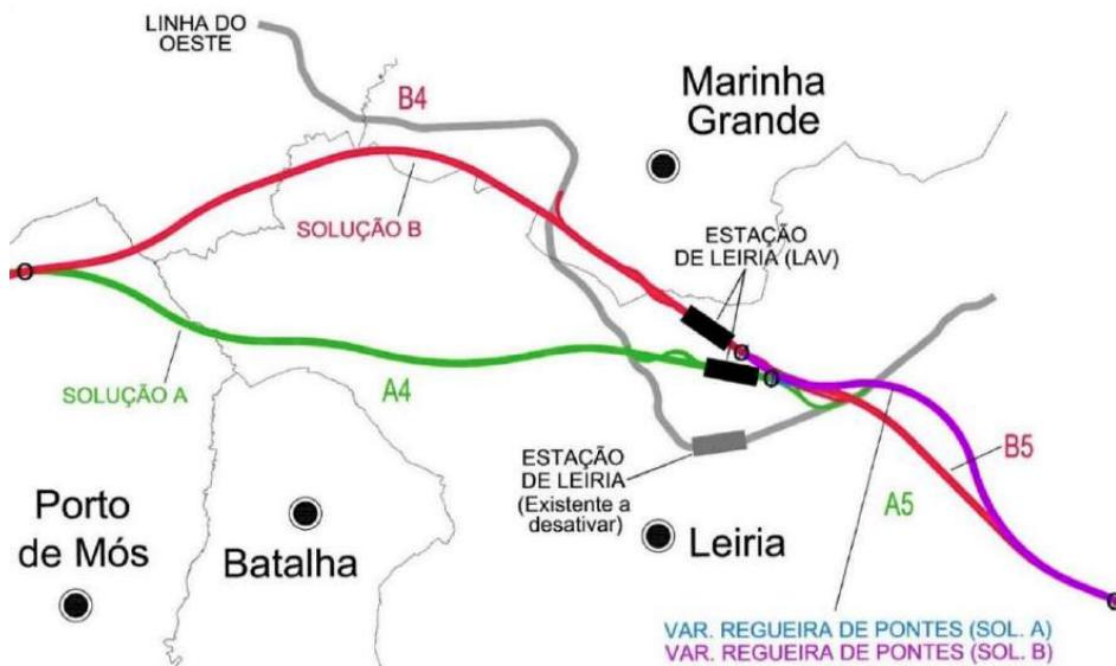 LINHA DO
OESTE
B4
Marinha
Grande
SOLUÇÃO B
ESTAÇÃO
DE LEIRIA (LAV)
SOLUÇÃO A
A4
ESTAÇÃO
DE LEIRIA
(Existente a
desativar)
B5
A5
Porto
de Mós
Batalha
Leiria
VAR. REGUEIRA DE PONTES (SOL. A)
VAR. REGUEIRA DE PONTES (SOL. B)